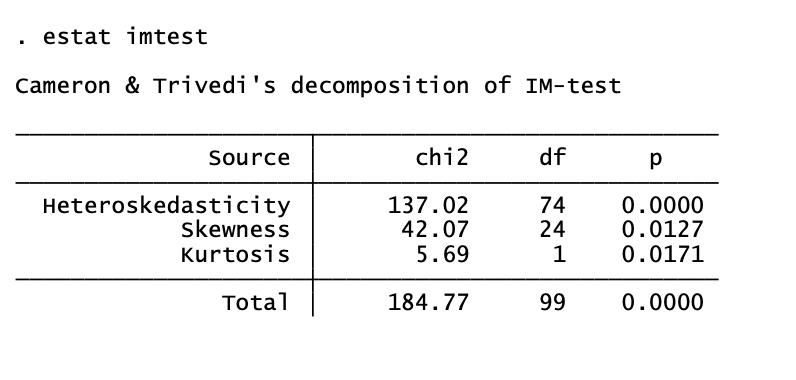 . estat imtest
Cameron & Trivedi's decomposition of IM-test
Source chi2 df p
Heteroskedasticity 137.02 74 0.0000
Skewness 42.07 24 0.0127
Kurtosis 5.69 1 0.0171
Total 184.77 99 0.0000